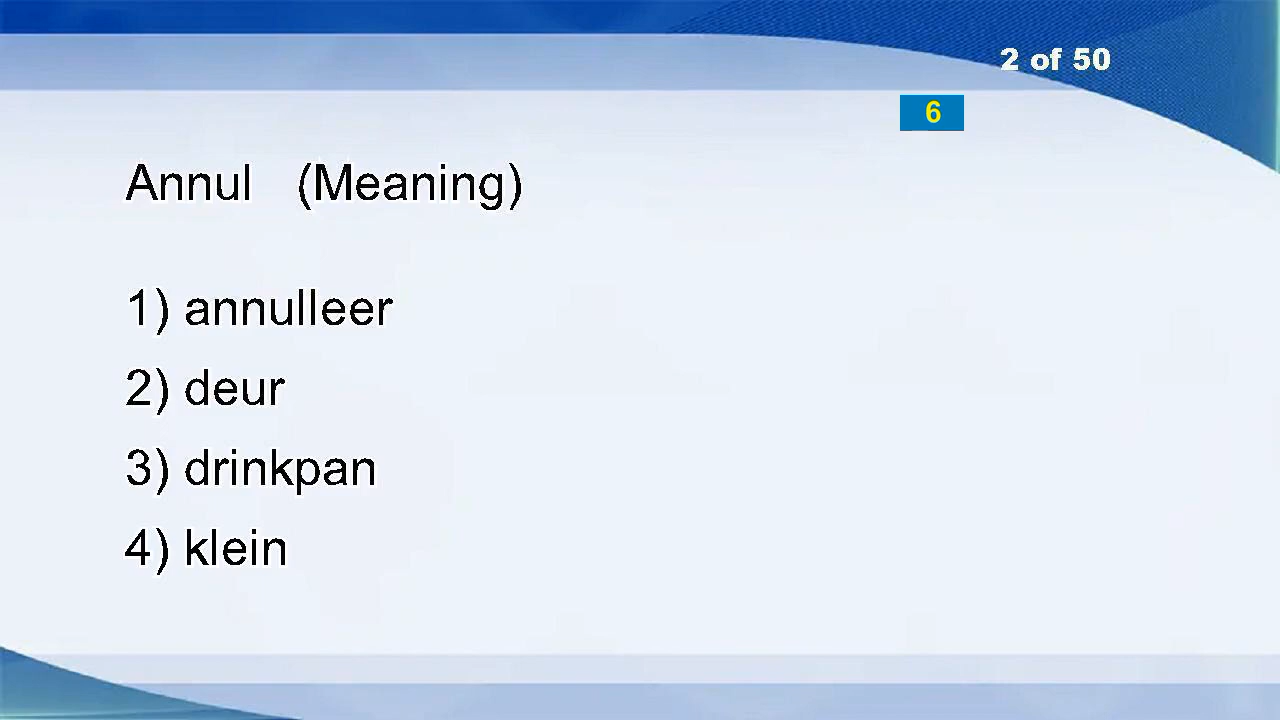 2 of 50
6
Annul (Meaning)
1) annulleer
2) deur
3) drinkpan
4) klein